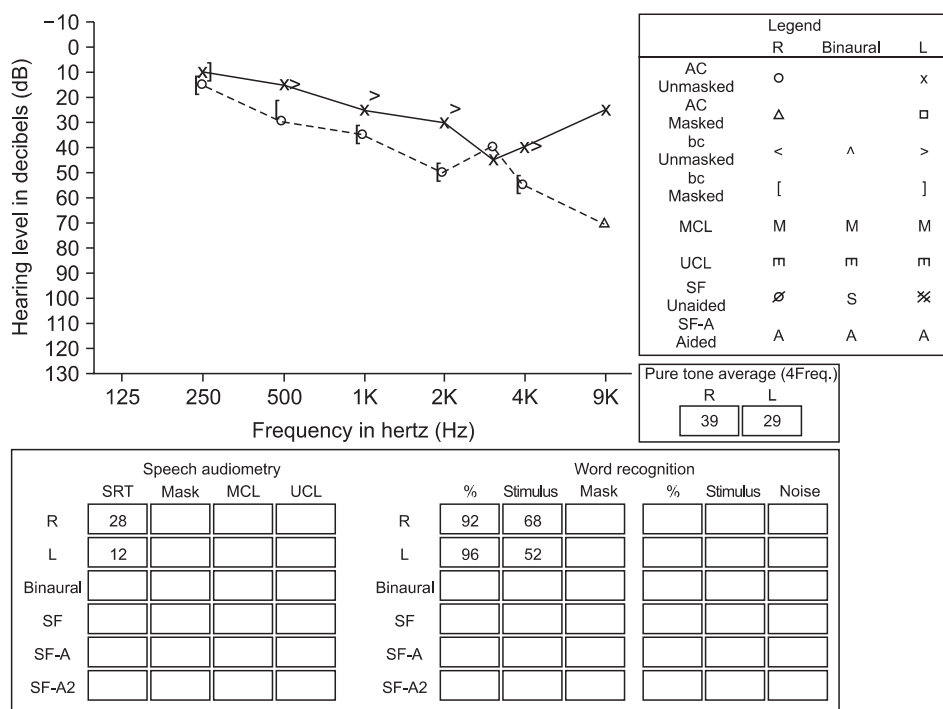 −10
0
10
20
30
40
50
60
70
80
90
100
110
120
130
Hearing level in decibels (dB)
125 250 500 1K 2K 4K 9K
Frequency in hertz (Hz)
Legend
R Binaural L
AC Unmasked O x
AC Masked △ □
bc Unmasked < ^ >
bc Masked [ ]
MCL M M M
UCL E E E
SF Unaided S
SF-A Aided A A A
Pure tone average (4Freq.)
R L
39 29
Speech audiometry
SRT Mask MCL UCL
R 28
L 12
Binaural
SF
SF-A
SF-A2
Word recognition
% Stimulus Mask % Stimulus Noise
R 92 68
L 96 52
Binaural
SF
SF-A
SF-A2